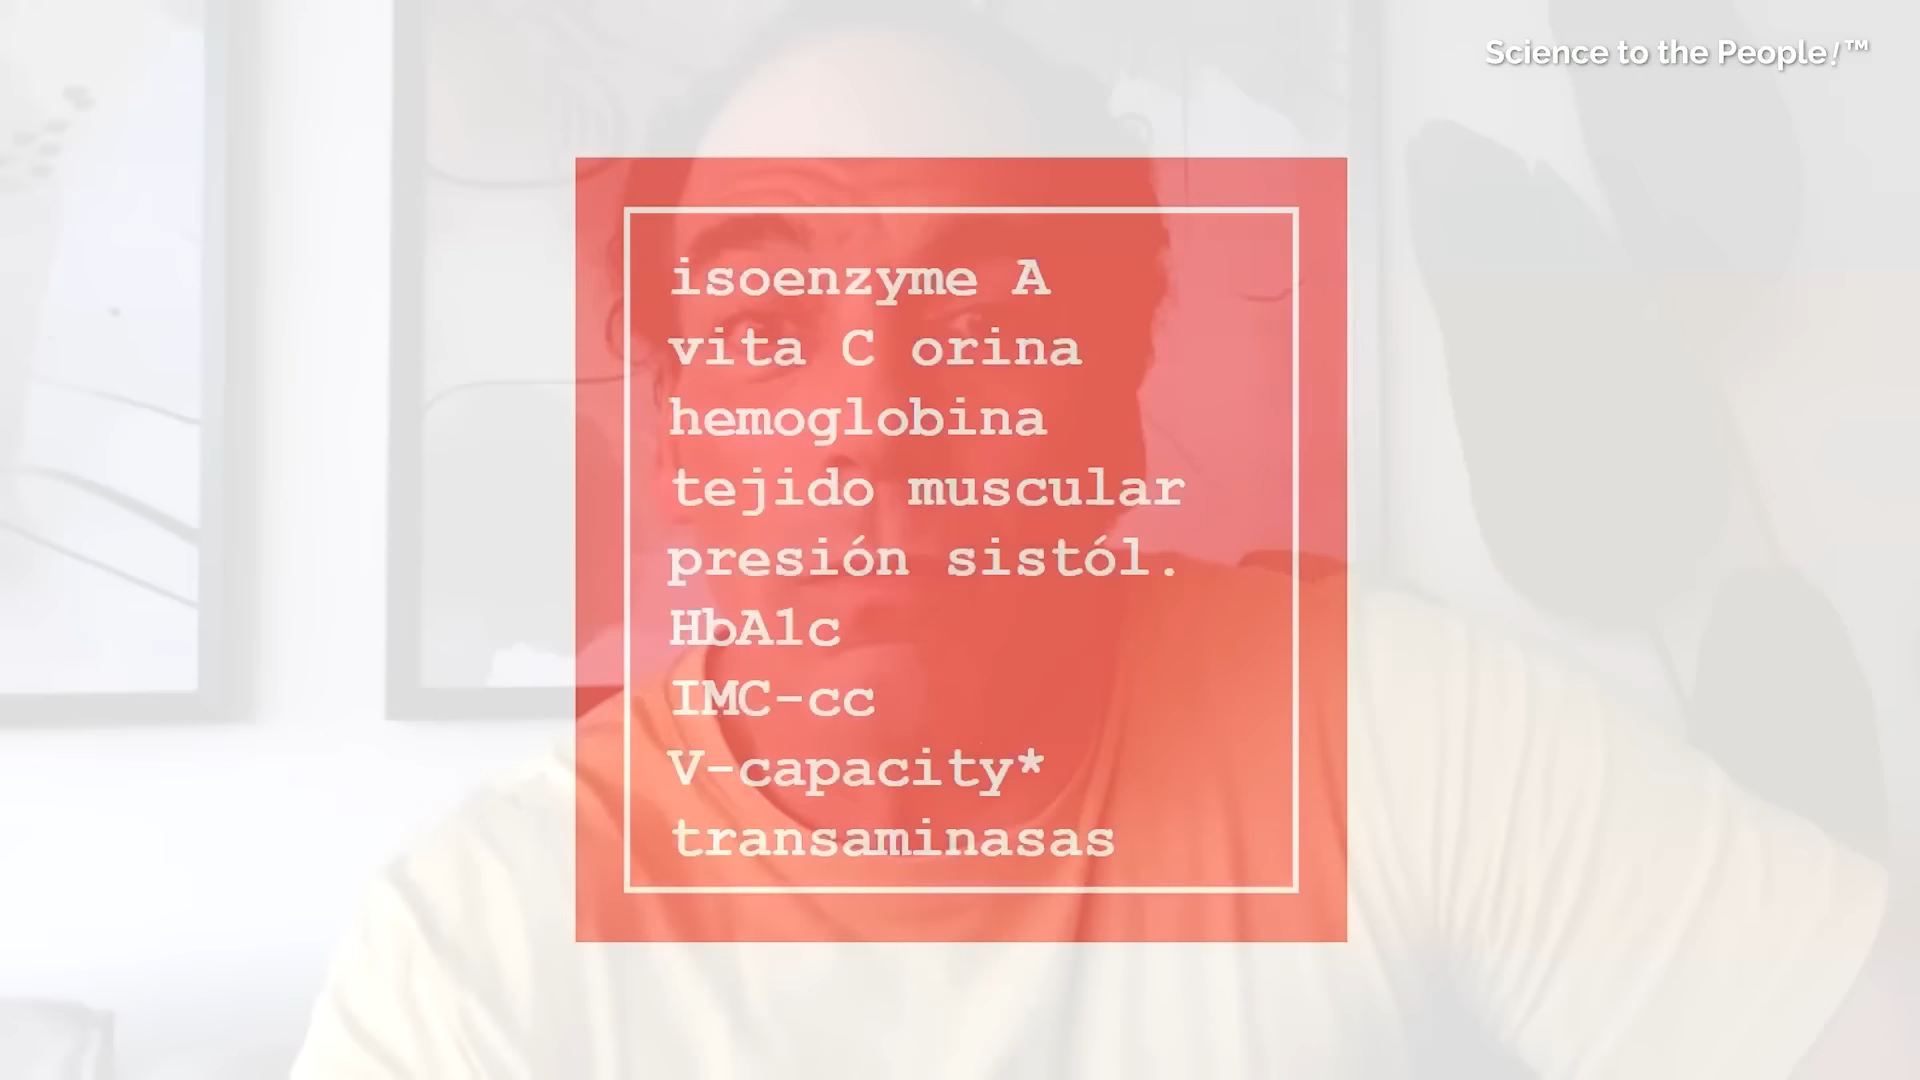 Science to the People!™
isoenzyme A
vita C orina
hemoglobina
tejido muscular
presión sistól.
HbA1c
IMC-cc
V-capacity*
transaminasas